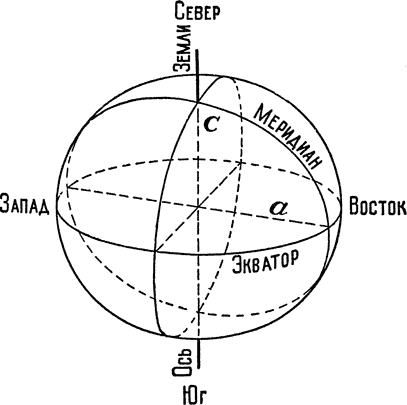 СЕВЕР
ЗЕМЛИ
C
МЕРИДИАН
ЗАПАД
a
ВОСТОК
ЭКВАТОР
ОСЬ
ЮГ